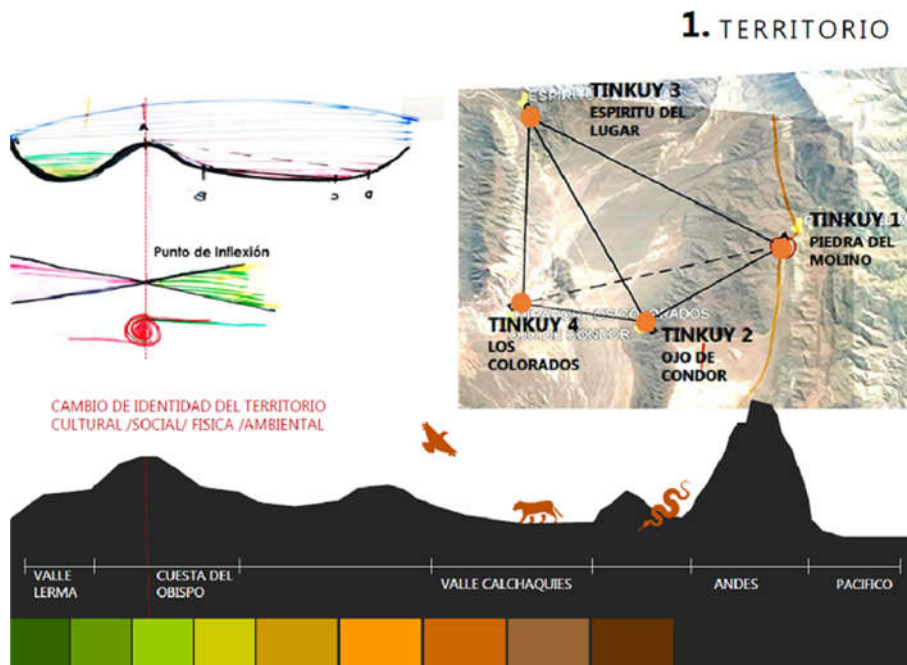 1. TERRITORIO
A
B
Punto de Inflexión
TINKUY 3
ESPIRITU DEL
LUGAR
TINKUY 1
PIEDRA DEL
MOLINO
TINKUY 4
LOS
COLORADOS
TINKUY 2
OJO DE
CONDOR
CAMBIO DE IDENTIDAD DEL TERRITORIO
CULTURAL /SOCIAL/ FISICA /AMBIENTAL
VALLE
LERMA
CUESTA DEL
OBISPO
VALLE CALCHAQUIES
ANDES
PACIFICO